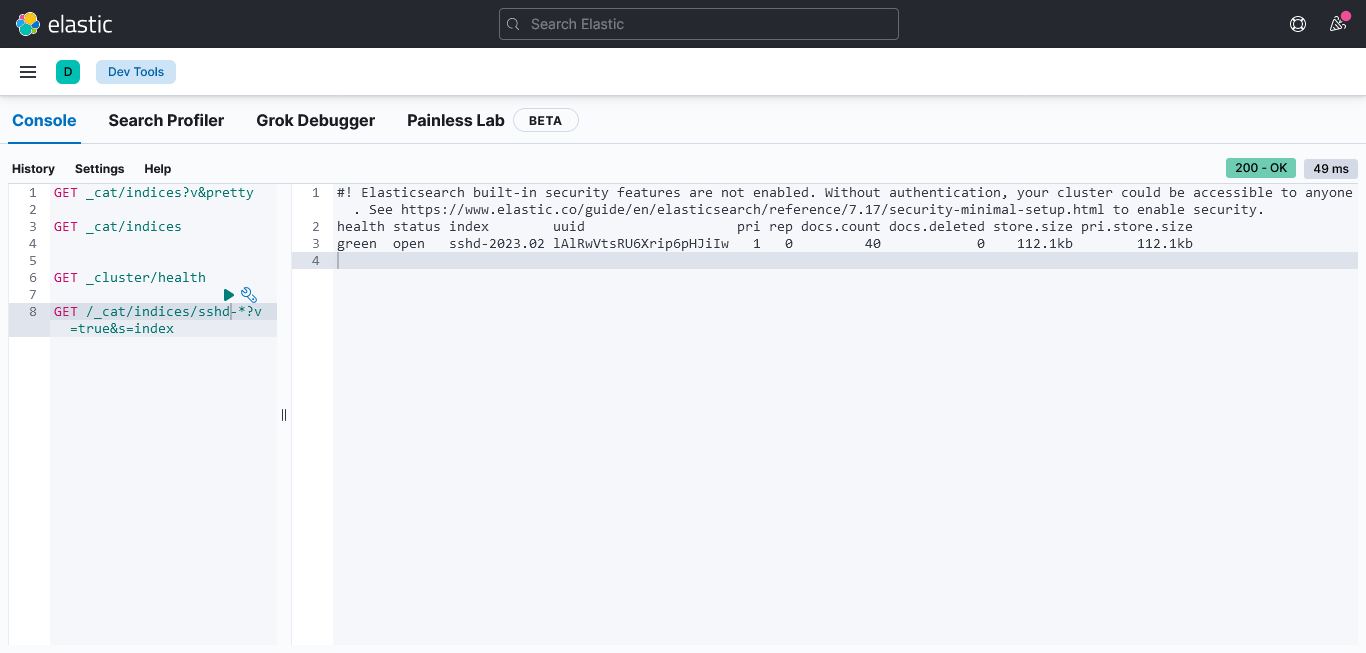 elastic
Search Elastic
D
Dev Tools
Console
Search Profiler
Grok Debugger
Painless Lab
BETA
History
Settings
Help
200 - OK
49 ms
1 GET _cat/indices?v&pretty
2
3 GET _cat/indices
4
5
6 GET _cluster/health
7
8 GET /_cat/indices/sshd-*?v
=true&s=index
1 #! Elasticsearch built-in security features are not enabled. Without authentication, your cluster could be accessible to anyone
. See https://www.elastic.co/guide/en/elasticsearch/reference/7.17/security-minimal-setup.html to enable security.
2 health status index uuid pri rep docs.count docs.deleted store.size pri.store.size
3 green open sshd-2023.02 lAlRwVtsRU6Xrip6pHJiIw 1 0 40 0 112.1kb 112.1kb
4